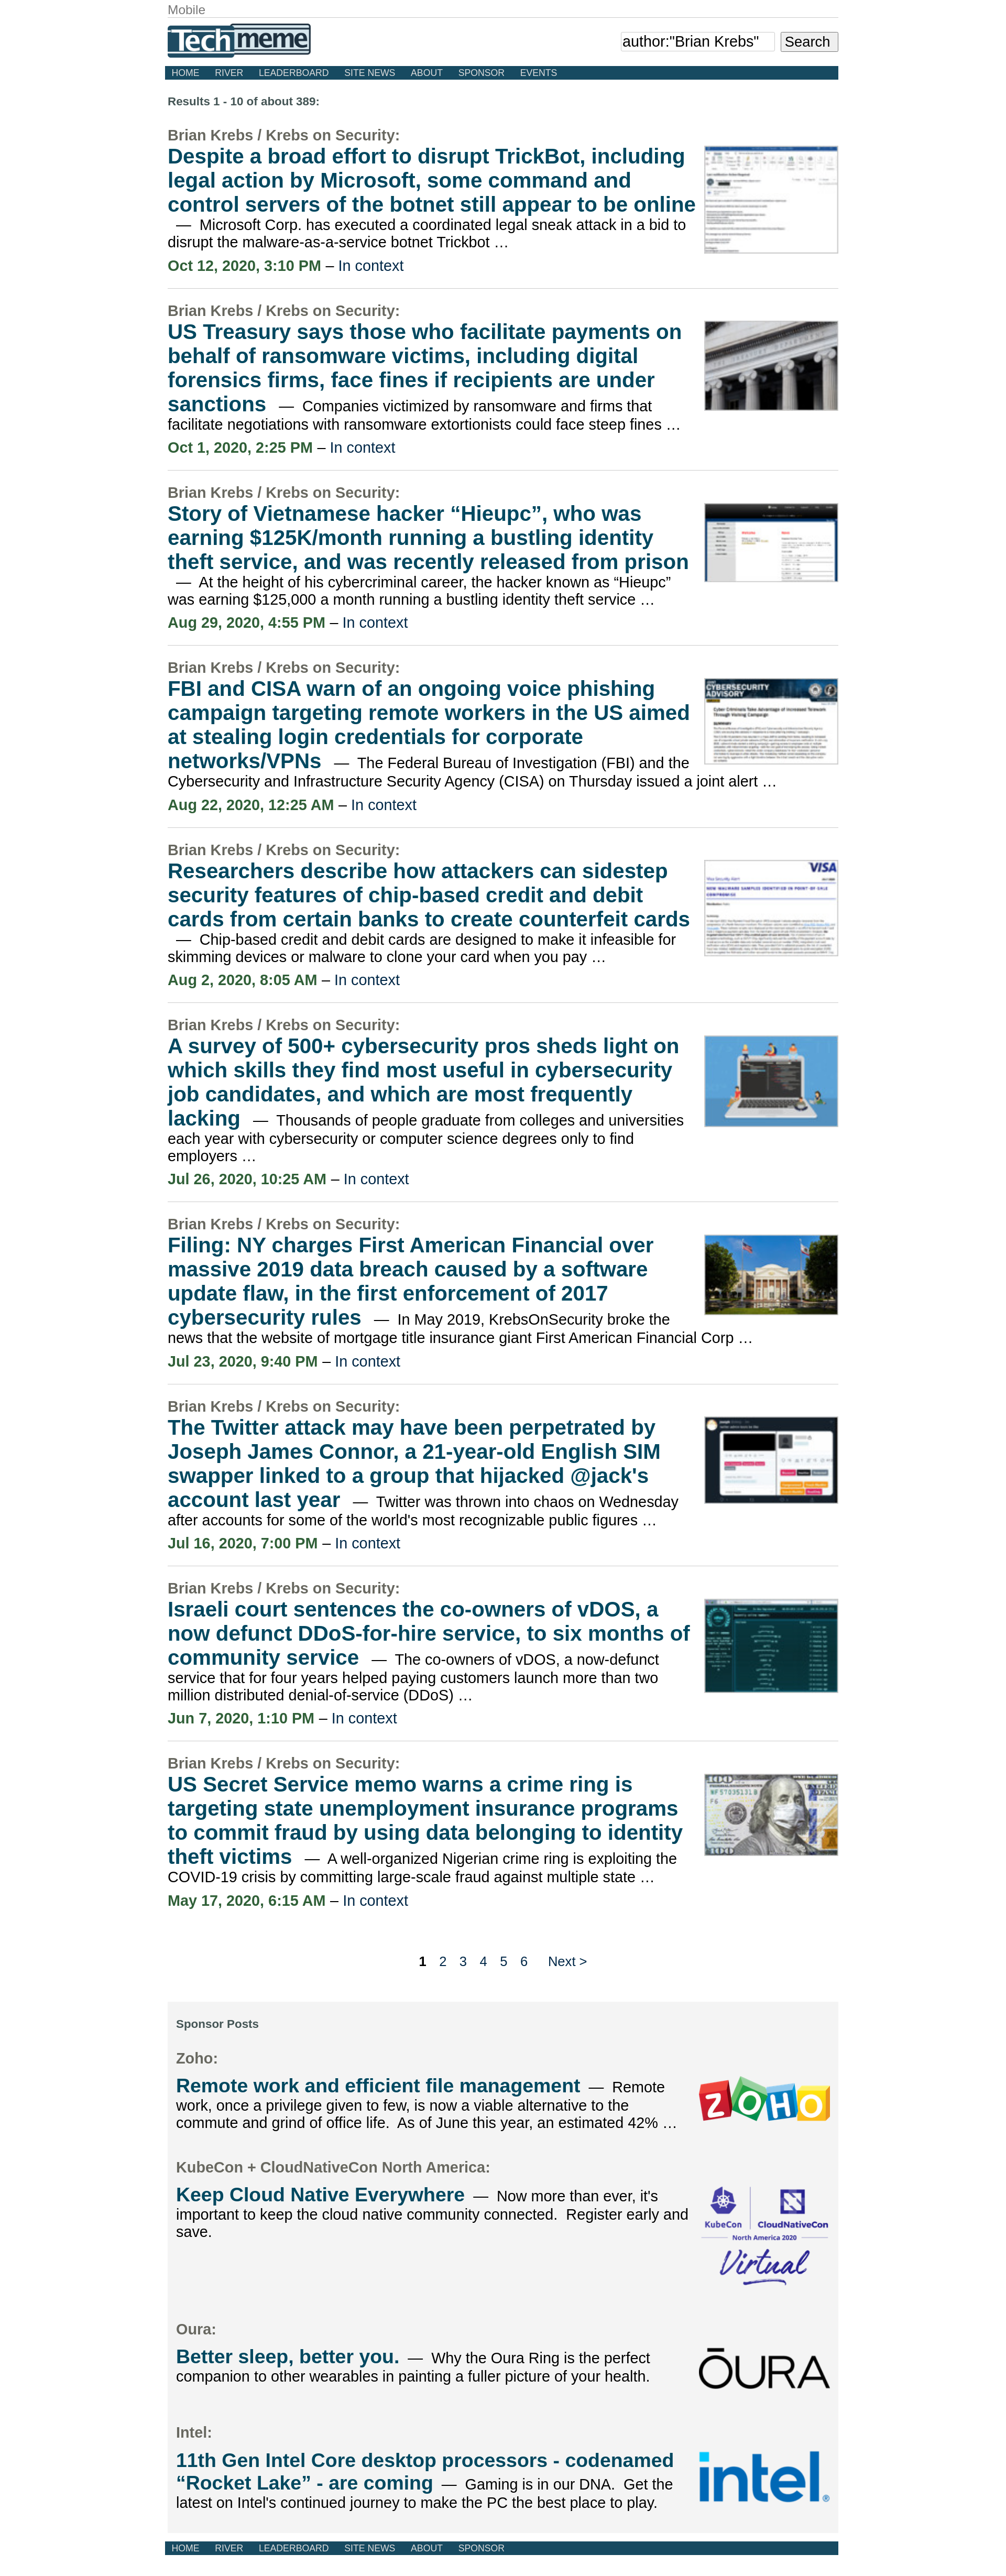 Mobile
Techmeme
author:"Brian Krebs"
Search
HOME RIVER LEADERBOARD SITE NEWS ABOUT SPONSOR EVENTS
Results 1 - 10 of about 389:
Brian Krebs / Krebs on Security:
Despite a broad effort to disrupt TrickBot, including
legal action by Microsoft, some command and
control servers of the botnet still appear to be online
— Microsoft Corp. has executed a coordinated legal sneak attack in a bid to
disrupt the malware-as-a-service botnet Trickbot …
Oct 12, 2020, 3:10 PM – In context
Brian Krebs / Krebs on Security:
US Treasury says those who facilitate payments on
behalf of ransomware victims, including digital
forensics firms, face fines if recipients are under
sanctions — Companies victimized by ransomware and firms that
facilitate negotiations with ransomware extortionists could face steep fines …
Oct 1, 2020, 2:25 PM – In context
Brian Krebs / Krebs on Security:
Story of Vietnamese hacker “Hieupc”, who was
earning $125K/month running a bustling identity
theft service, and was recently released from prison
— At the height of his cybercriminal career, the hacker known as “Hieupc”
was earning $125,000 a month running a bustling identity theft service …
Aug 29, 2020, 4:55 PM – In context
Brian Krebs / Krebs on Security:
FBI and CISA warn of an ongoing voice phishing
campaign targeting remote workers in the US aimed
at stealing login credentials for corporate
networks/VPNs — The Federal Bureau of Investigation (FBI) and the
Cybersecurity and Infrastructure Security Agency (CISA) on Thursday issued a joint alert …
Aug 22, 2020, 12:25 AM – In context
CYBERSECURITY
ADVISORY
Cyber Criminals Take Advantage of Increased Telework
Through Vishing Campaign
SUMMARY
Brian Krebs / Krebs on Security:
Researchers describe how attackers can sidestep
security features of chip-based credit and debit
cards from certain banks to create counterfeit cards
— Chip-based credit and debit cards are designed to make it infeasible for
skimming devices or malware to clone your card when you pay …
Aug 2, 2020, 8:05 AM – In context
VISA
Visa Security Alert
NEW MALWARE SAMPLES IDENTIFIED IN POINT-OF-SALE
COMPROMISE
Brian Krebs / Krebs on Security:
A survey of 500+ cybersecurity pros sheds light on
which skills they find most useful in cybersecurity
job candidates, and which are most frequently
lacking — Thousands of people graduate from colleges and universities
each year with cybersecurity or computer science degrees only to find
employers …
Jul 26, 2020, 10:25 AM – In context
Brian Krebs / Krebs on Security:
Filing: NY charges First American Financial over
massive 2019 data breach caused by a software
update flaw, in the first enforcement of 2017
cybersecurity rules — In May 2019, KrebsOnSecurity broke the
news that the website of mortgage title insurance giant First American Financial Corp …
Jul 23, 2020, 9:40 PM – In context
Brian Krebs / Krebs on Security:
The Twitter attack may have been perpetrated by
Joseph James Connor, a 21-year-old English SIM
swapper linked to a group that hijacked @jack's
account last year — Twitter was thrown into chaos on Wednesday
after accounts for some of the world's most recognizable public figures …
Jul 16, 2020, 7:00 PM – In context
Brian Krebs / Krebs on Security:
Israeli court sentences the co-owners of vDOS, a
now defunct DDoS-for-hire service, to six months of
community service — The co-owners of vDOS, a now-defunct
service that for four years helped paying customers launch more than two
million distributed denial-of-service (DDoS) …
Jun 7, 2020, 1:10 PM – In context
Brian Krebs / Krebs on Security:
US Secret Service memo warns a crime ring is
targeting state unemployment insurance programs
to commit fraud by using data belonging to identity
theft victims — A well-organized Nigerian crime ring is exploiting the
COVID-19 crisis by committing large-scale fraud against multiple state …
May 17, 2020, 6:15 AM – In context
1 2 3 4 5 6 Next >
Sponsor Posts
Zoho:
Remote work and efficient file management — Remote
work, once a privilege given to few, is now a viable alternative to the
commute and grind of office life. As of June this year, an estimated 42% …
ZOHO
KubeCon + CloudNativeCon North America:
Keep Cloud Native Everywhere — Now more than ever, it's
important to keep the cloud native community connected. Register early and
save.
KubeCon CloudNativeCon
North America 2020
Virtual
Oura:
Better sleep, better you. — Why the Oura Ring is the perfect
companion to other wearables in painting a fuller picture of your health.
ŌURA
Intel:
11th Gen Intel Core desktop processors - codenamed
“Rocket Lake” - are coming — Gaming is in our DNA. Get the
latest on Intel's continued journey to make the PC the best place to play.
intel®
HOME RIVER LEADERBOARD SITE NEWS ABOUT SPONSOR